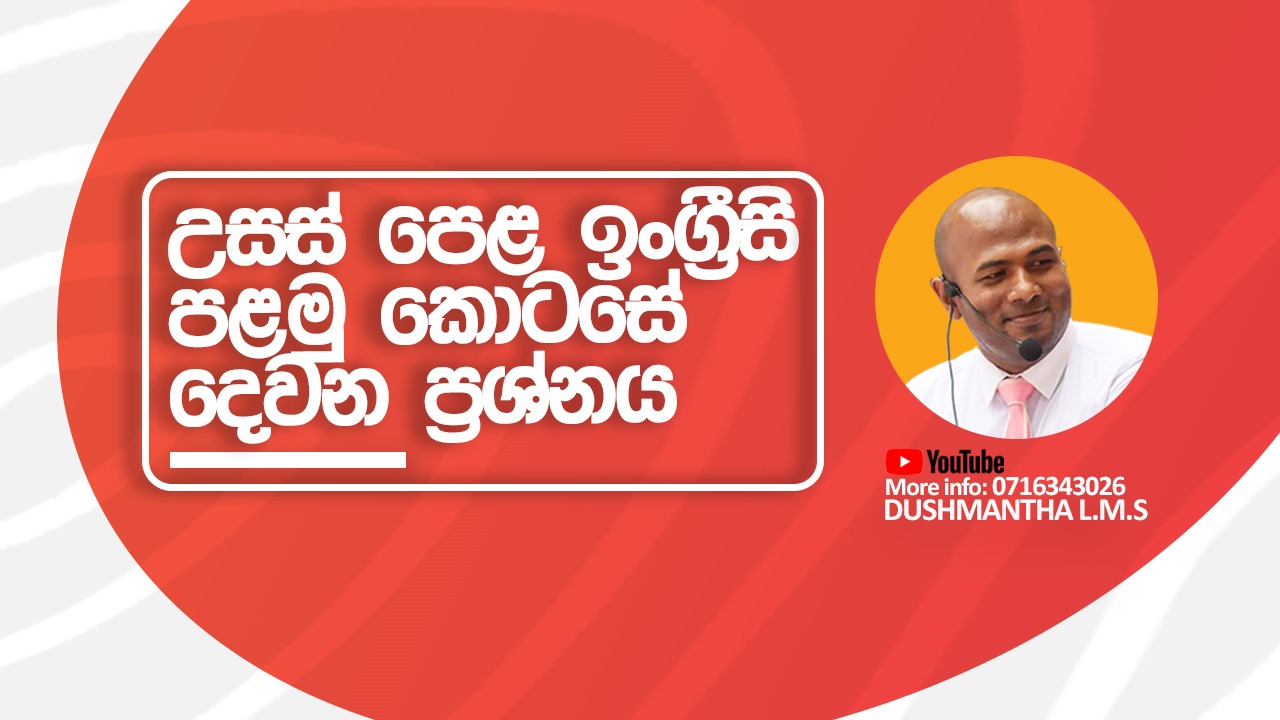 උසස් පෙළ ඉංග්‍රීසි
පළමු කොටසේ
දෙවන ප්‍රශ්නය
YouTube
More info: 0716343026
DUSHMANTHA L.M.S